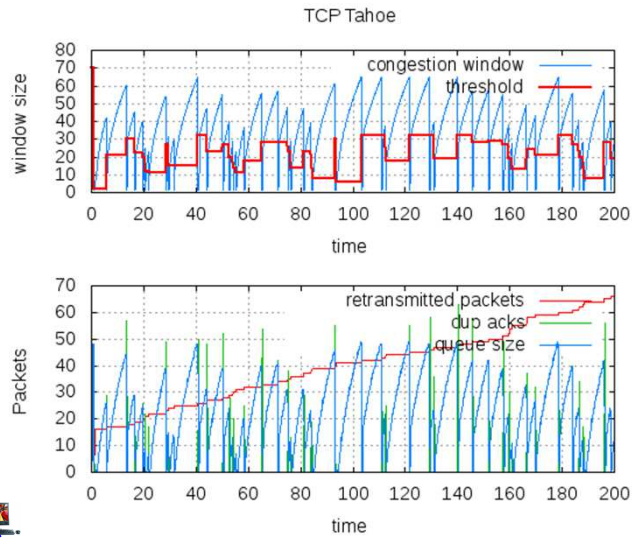 TCP Tahoe
80
70
60
50
40
30
20
10
0
window size
congestion window
threshold
0 20 40 60 80 100 120 140 160 180 200
time
70
60
50
40
30
20
10
0
Packets
retransmitted packets
dup acks
queue size
0 20 40 60 80 100 120 140 160 180 200
time